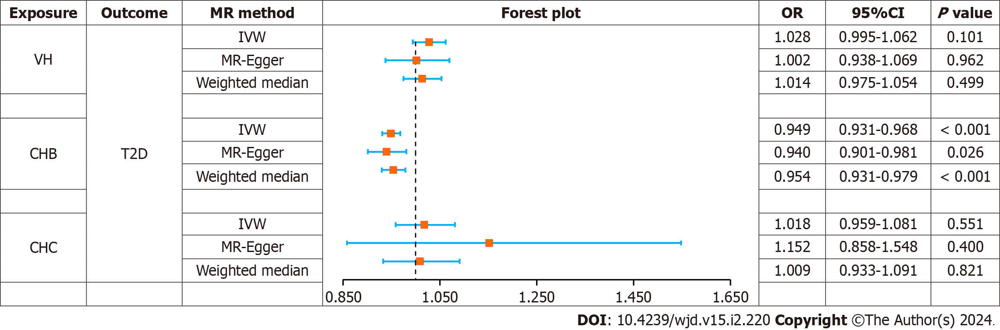 Exposure Outcome MR method Forest plot OR 95%CI P value
IVW 1.028 0.995-1.062 0.101
VH MR-Egger 1.002 0.938-1.069 0.962
Weighted median 1.014 0.975-1.054 0.499
IVW 0.949 0.931-0.968 < 0.001
CHB T2D MR-Egger 0.940 0.901-0.981 0.026
Weighted median 0.954 0.931-0.979 < 0.001
IVW 1.018 0.959-1.081 0.551
CHC MR-Egger 1.152 0.858-1.548 0.400
Weighted median 1.009 0.933-1.091 0.821
0.850 1.050 1.250 1.450 1.650
DOI: 10.4239/wjd.v15.i2.220 Copyright ©The Author(s) 2024.